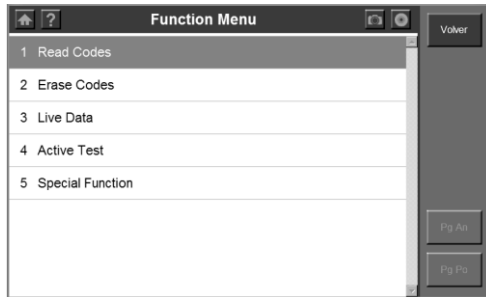 ? Function Menu
Volver
1 Read Codes
2 Erase Codes
3 Live Data
4 Active Test
5 Special Function
Pg An
Pg Po